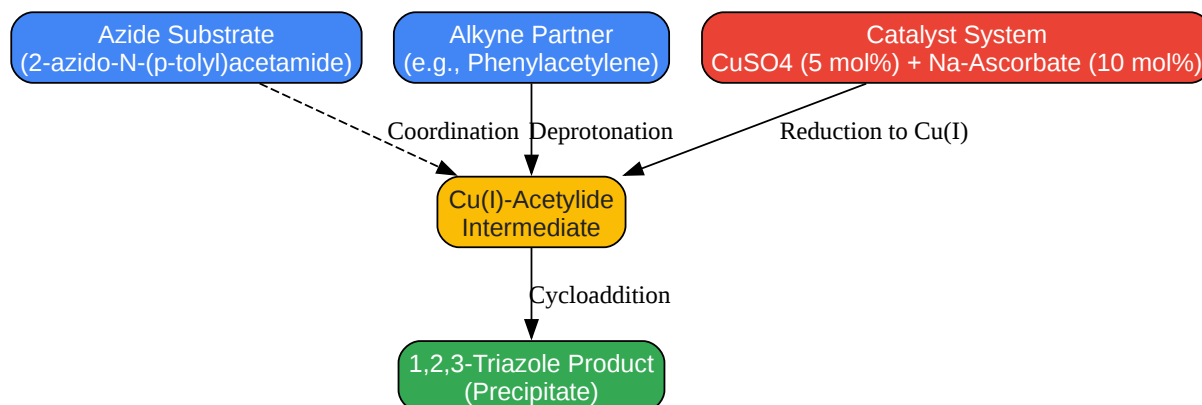 Azide Substrate
(2-azido-N-(p-tolyl)acetamide)
Alkyne Partner
(e.g., Phenylacetylene)
Catalyst System
CuSO4 (5 mol%) + Na-Ascorbate (10 mol%)
Coordination
Deprotonation
Reduction to Cu(I)
Cu(I)-Acetylide
Intermediate
Cycloaddition
1,2,3-Triazole Product
(Precipitate)